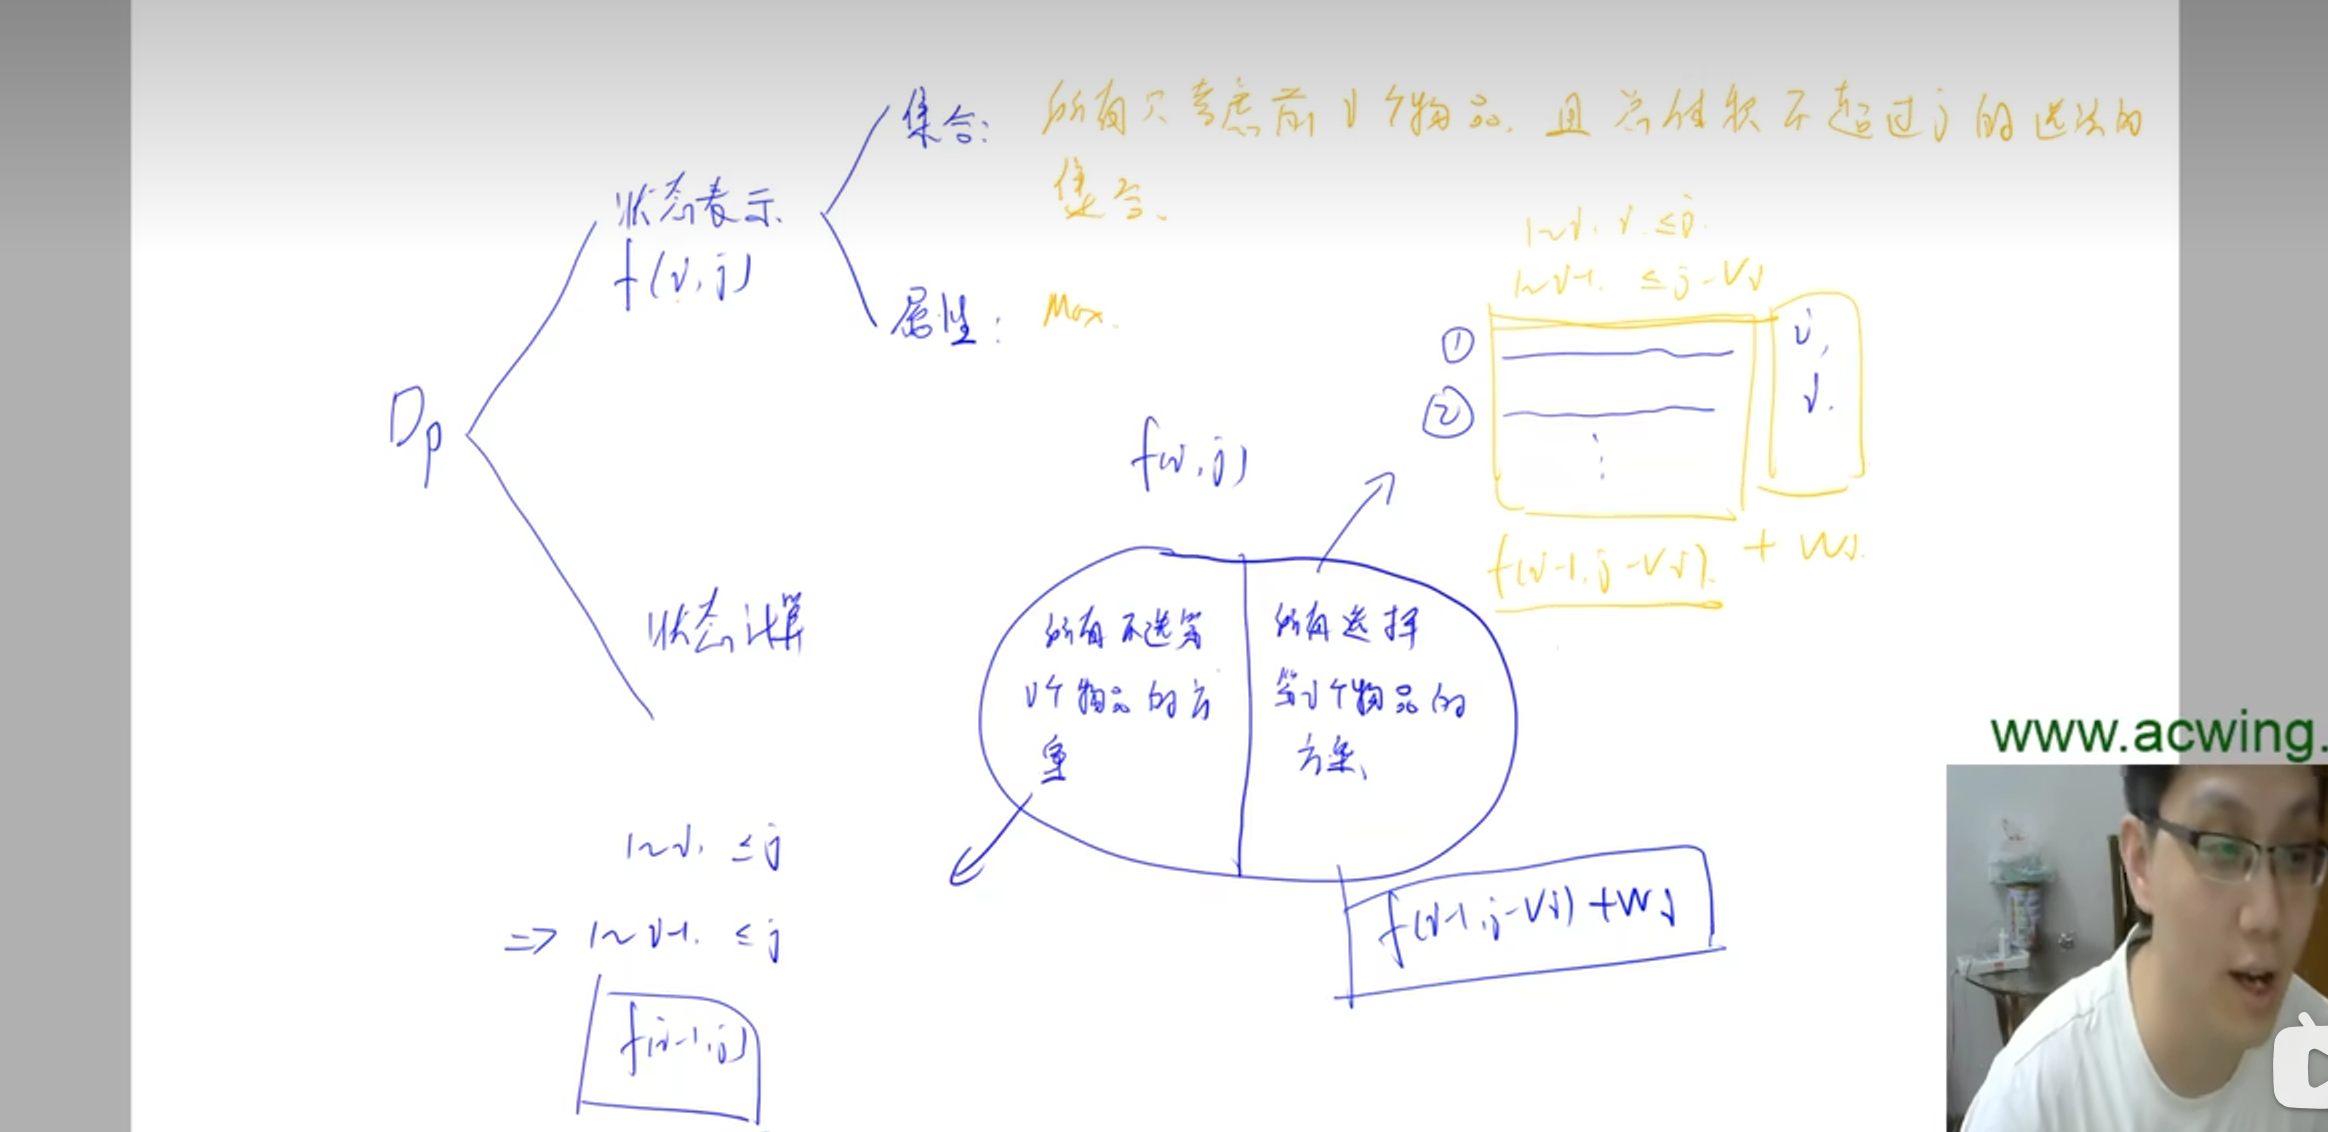 集合: 所有只考虑前i个物品, 且总体积不超过j的选法的
集合.
状态表示
f(i,j)
属性: Max.
1~i, i, ≤j.
1~i-1. ≤j-Vi
① i,
② i.
⋮
Dp
f(i,j)
f(i-1,j-Vi). + Wi.
状态计算
所有不选第
i个物品的方
案
所有选择
第i个物品的
方案、
www.acwing.
1~i, ≤j
=> 1~i-1. ≤j
f(i-1,j-Vi)+Wi
f(i-1,j)